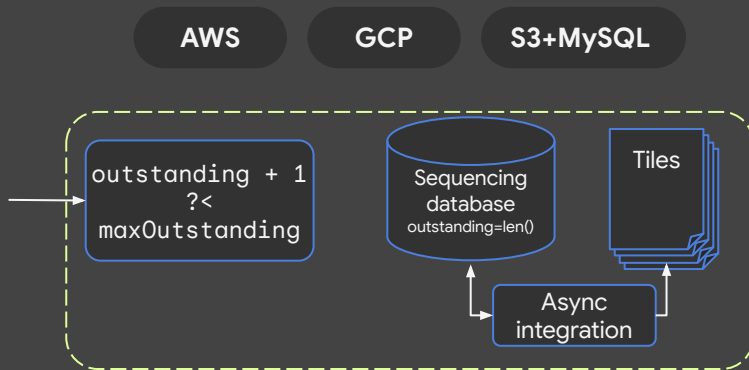 AWS
GCP
S3+MySQL
outstanding + 1
?<
maxOutstanding
Sequencing
database
outstanding=len()
Tiles
Async
integration